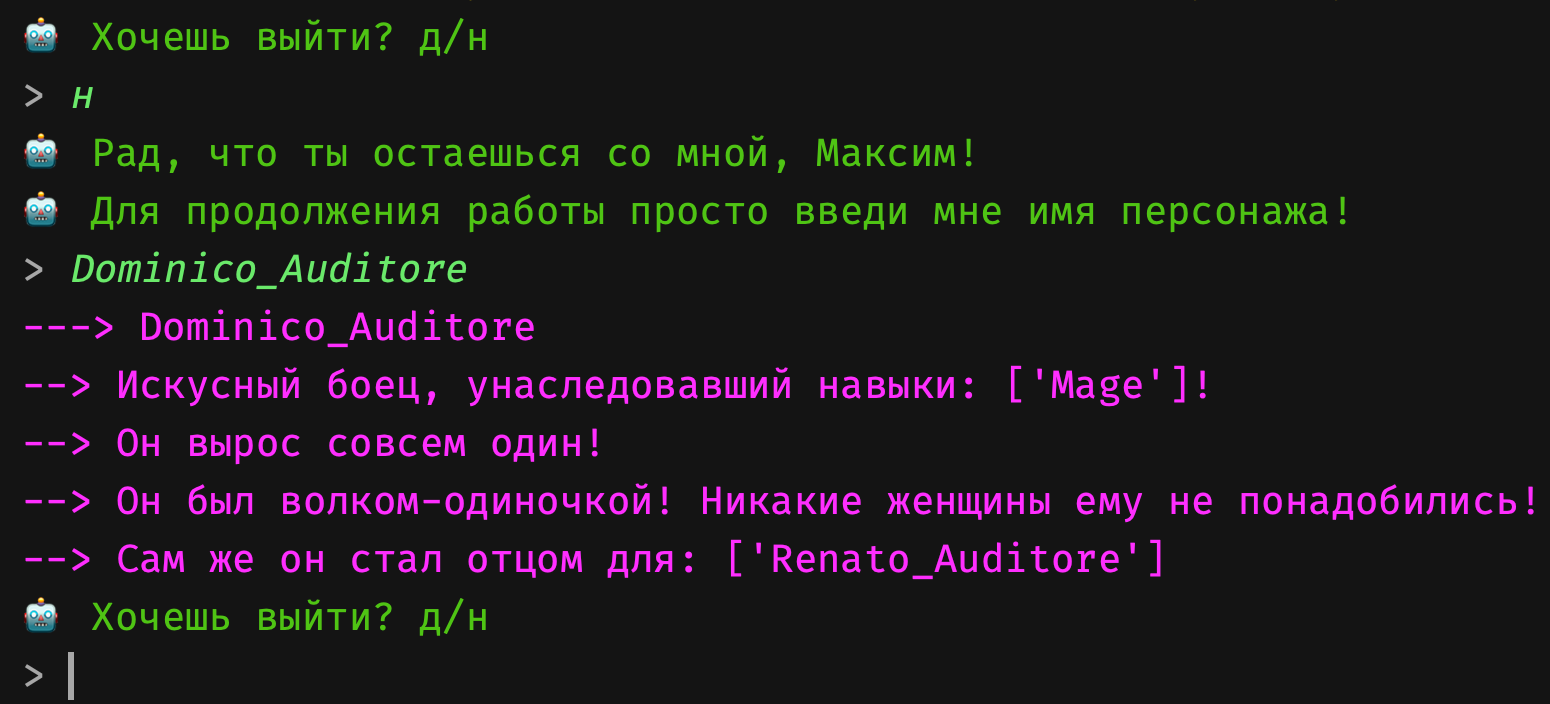 🤖 Хочешь выйти? д/н
> н
🤖 Рад, что ты остаешься со мной, Максим!
🤖 Для продолжения работы просто введи мне имя персонажа!
> Dominico_Auditore
---> Dominico_Auditore
--> Искусный боец, унаследовавший навыки: ['Mage']!
--> Он вырос совсем один!
--> Он был волком-одиночкой! Никакие женщины ему не понадобились!
--> Сам же он стал отцом для: ['Renato_Auditore']
🤖 Хочешь выйти? д/н
>